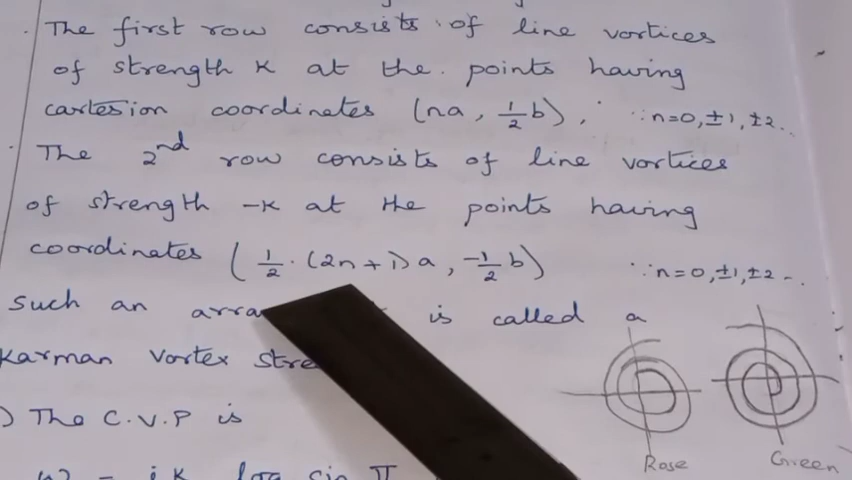 The first row consists of line vortices
of strength K at the points having
cartesion coordinates (na, 1/2 b), ∵ n=0, ±1, ±2..
The 2nd row consists of line vortices
of strength -K at the points having
coordinates (1/2 . (2n+1)a, -1/2 b) ∵ n=0, ±1, ±2 -.
such an is called a
Karman vortex
) The C.V.P is
log sin π
Rose Green